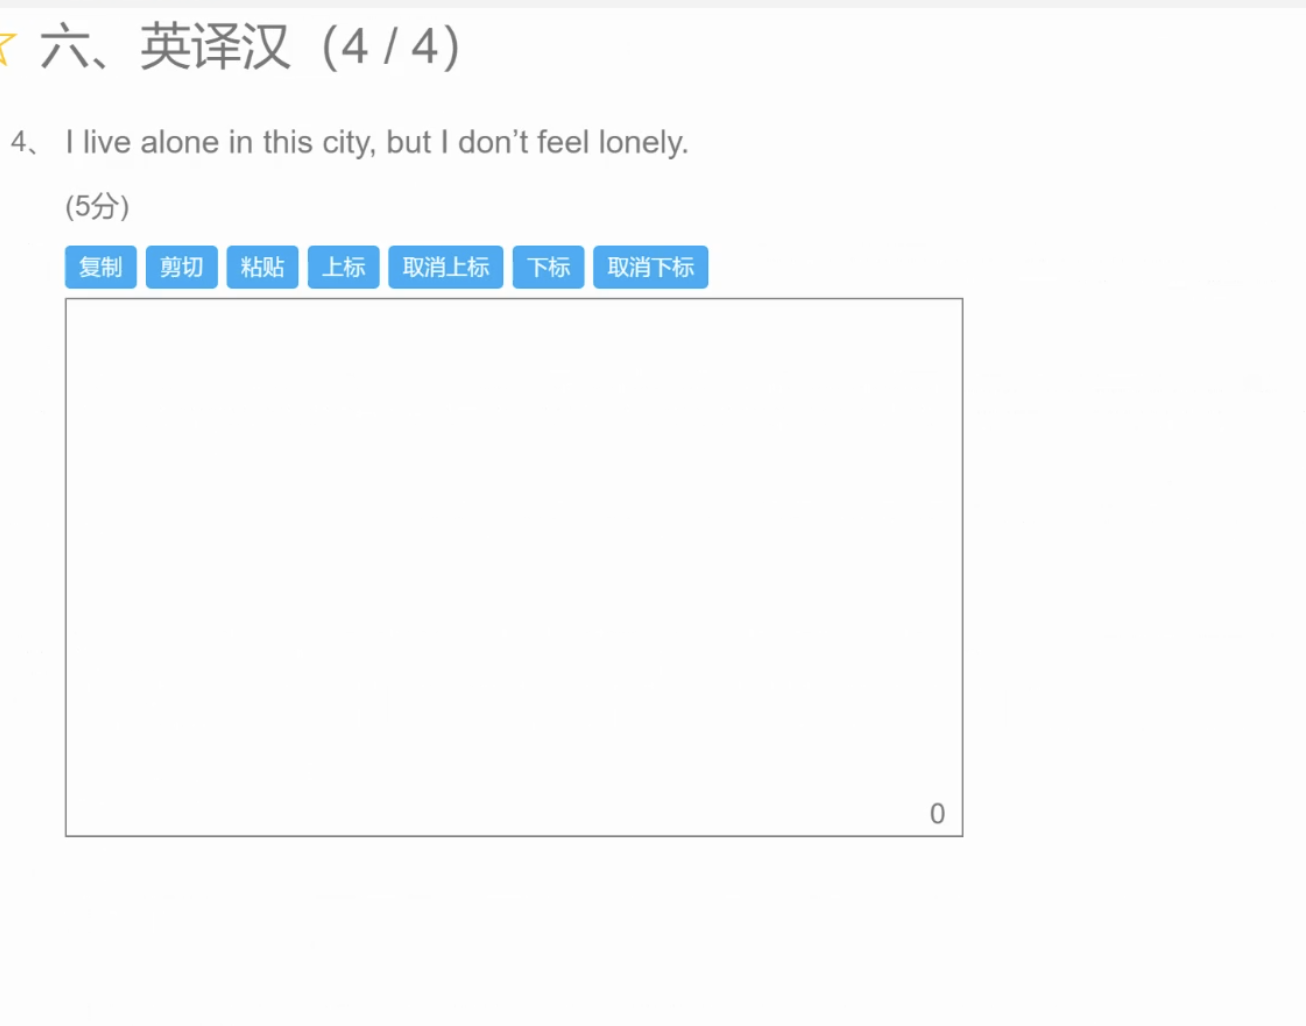 六、英译汉（4 / 4）
4、 I live alone in this city, but I don’t feel lonely.
(5分)
复制 剪切 粘贴 上标 取消上标 下标 取消下标
0